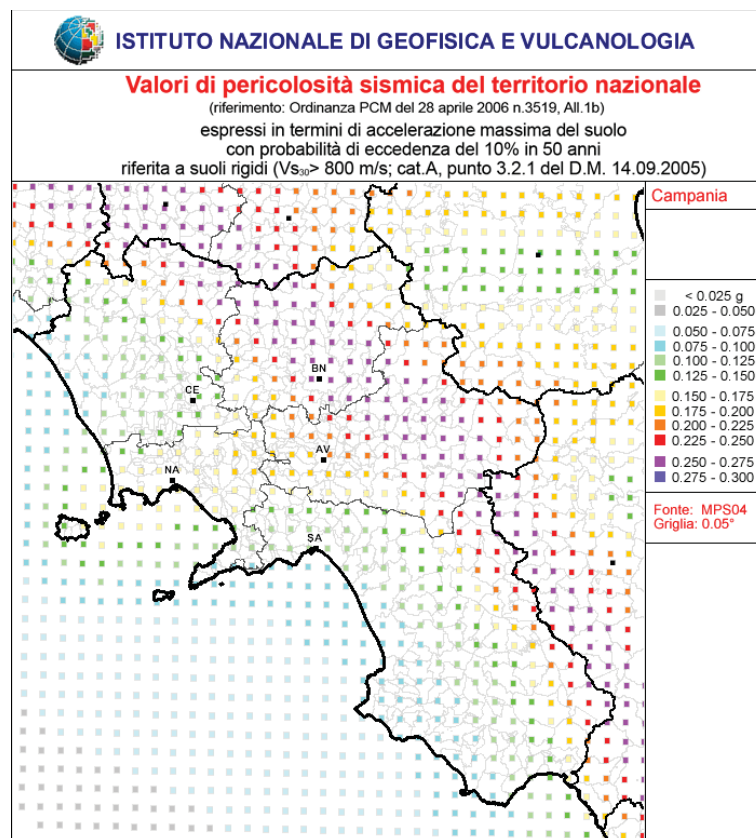 ISTITUTO NAZIONALE DI GEOFISICA E VULCANOLOGIA
Valori di pericolosità sismica del territorio nazionale
(riferimento: Ordinanza PCM del 28 aprile 2006 n.3519, All.1b)
espressi in termini di accelerazione massima del suolo
con probabilità di eccedenza del 10% in 50 anni
riferita a suoli rigidi (Vs₃₀> 800 m/s; cat.A, punto 3.2.1 del D.M. 14.09.2005)
Campania
< 0.025 g
0.025 - 0.050
0.050 - 0.075
0.075 - 0.100
0.100 - 0.125
0.125 - 0.150
0.150 - 0.175
0.175 - 0.200
0.200 - 0.225
0.225 - 0.250
0.250 - 0.275
0.275 - 0.300
Fonte: MPS04
Griglia: 0.05°
BN
CE
AV
NA
SA